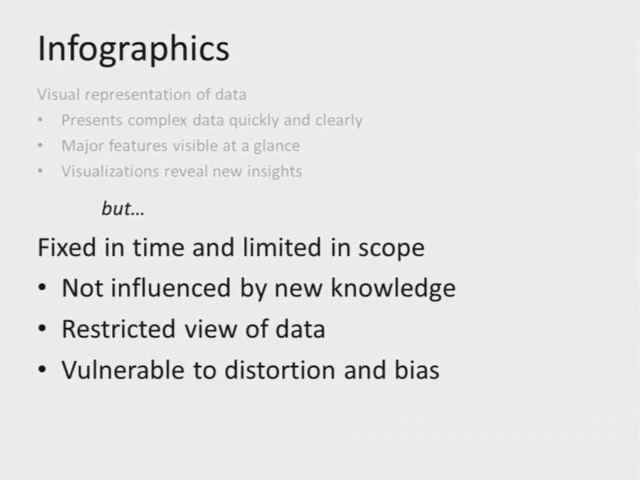 Infographics
Visual representation of data
• Presents complex data quickly and clearly
• Major features visible at a glance
• Visualizations reveal new insights
but...
Fixed in time and limited in scope
• Not influenced by new knowledge
• Restricted view of data
• Vulnerable to distortion and bias